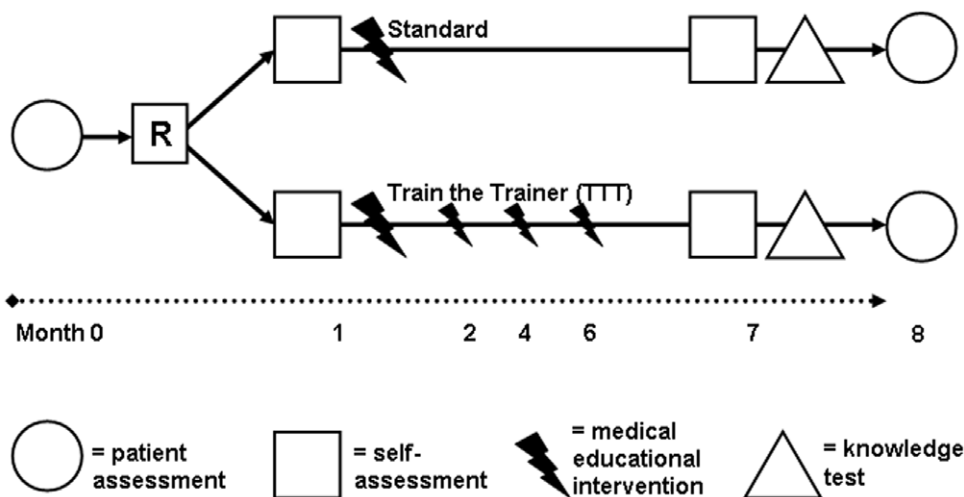 Standard
R
Train the Trainer (TTT)
Month 0 1 2 4 6 7 8
= patient
assessment
= self-
assessment
= medical
educational
intervention
= knowledge
test